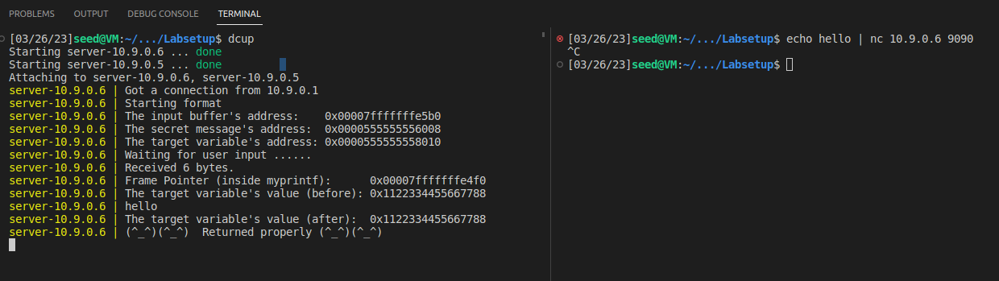 PROBLEMS OUTPUT DEBUG CONSOLE TERMINAL
[03/26/23]seed@VM:~/.../Labsetup$ dcup
Starting server-10.9.0.6 ... done
Starting server-10.9.0.5 ... done
Attaching to server-10.9.0.6, server-10.9.0.5
server-10.9.0.6 | Got a connection from 10.9.0.1
server-10.9.0.6 | Starting format
server-10.9.0.6 | The input buffer's address:    0x00007fffffffe5b0
server-10.9.0.6 | The secret message's address:  0x0000555555556008
server-10.9.0.6 | The target variable's address: 0x0000555555558010
server-10.9.0.6 | Waiting for user input ......
server-10.9.0.6 | Received 6 bytes.
server-10.9.0.6 | Frame Pointer (inside myprintf):      0x00007fffffffe4f0
server-10.9.0.6 | The target variable's value (before): 0x1122334455667788
server-10.9.0.6 | hello
server-10.9.0.6 | The target variable's value (after):  0x1122334455667788
server-10.9.0.6 | (^_^)(^_^)  Returned properly (^_^)(^_^)
[03/26/23]seed@VM:~/.../Labsetup$ echo hello | nc 10.9.0.6 9090
^C
[03/26/23]seed@VM:~/.../Labsetup$